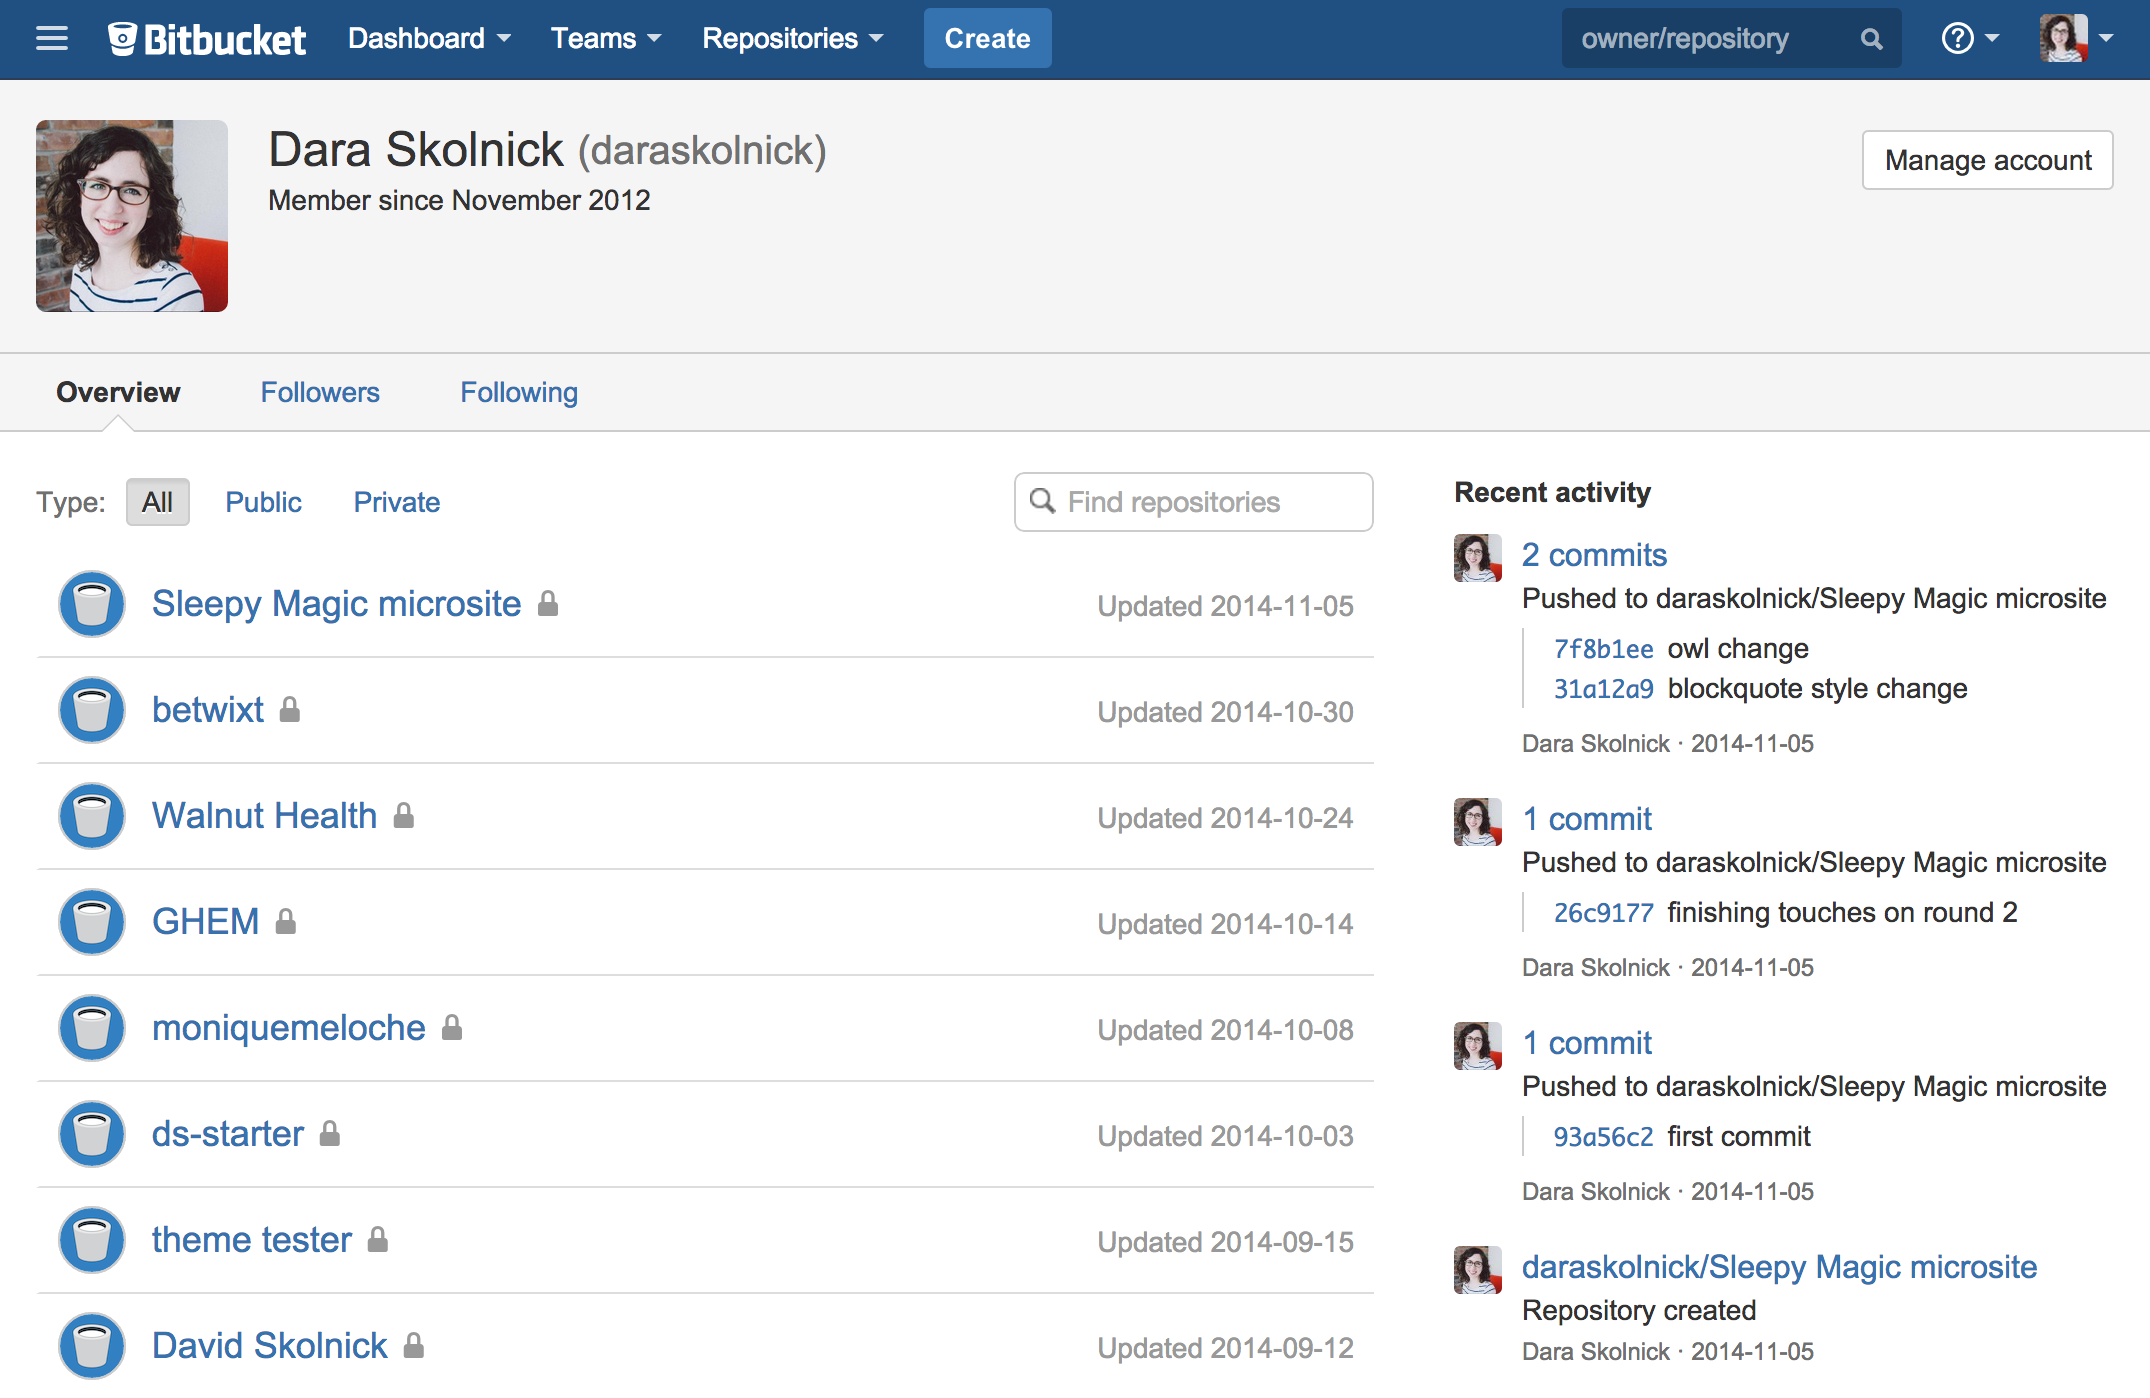 Bitbucket Dashboard Teams Repositories Create owner/repository ?
Dara Skolnick (daraskolnick)
Member since November 2012
Manage account
Overview Followers Following
Type: All Public Private
Find repositories
Sleepy Magic microsite Updated 2014-11-05
betwixt Updated 2014-10-30
Walnut Health Updated 2014-10-24
GHEM Updated 2014-10-14
moniquemeloche Updated 2014-10-08
ds-starter Updated 2014-10-03
theme tester Updated 2014-09-15
David Skolnick Updated 2014-09-12
Recent activity
2 commits
Pushed to daraskolnick/Sleepy Magic microsite
7f8b1ee owl change
31a12a9 blockquote style change
Dara Skolnick · 2014-11-05
1 commit
Pushed to daraskolnick/Sleepy Magic microsite
26c9177 finishing touches on round 2
Dara Skolnick · 2014-11-05
1 commit
Pushed to daraskolnick/Sleepy Magic microsite
93a56c2 first commit
Dara Skolnick · 2014-11-05
daraskolnick/Sleepy Magic microsite
Repository created
Dara Skolnick · 2014-11-05